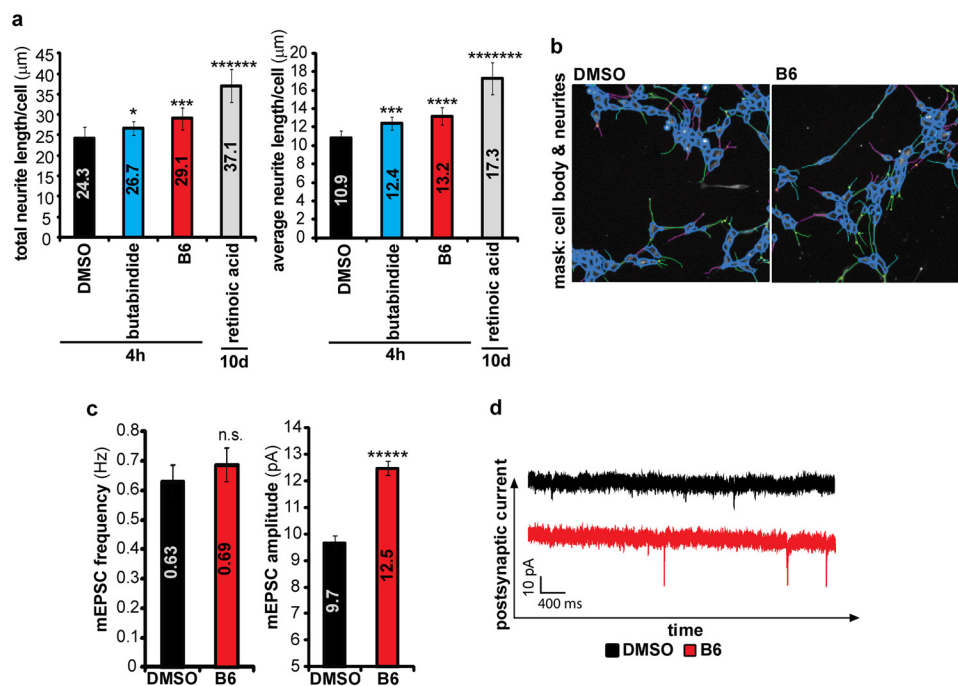 a
total neurite length/cell (μm)
45
40
35
30
25
20
15
10
5
0
*
***
******
24.3
26.7
29.1
37.1
DMSO
butabindide
B6
retinoic acid
4h
10d
average neurite length/cell (μm)
20
18
16
14
12
10
8
6
4
2
0
***
****
*******
10.9
12.4
13.2
17.3
DMSO
butabindide
B6
retinoic acid
4h
10d
b
DMSO
B6
mask: cell body & neurites
c
mEPSC frequency (Hz)
0.8
0.7
0.6
0.5
0.4
0.3
0.2
0.1
0
n.s.
0.63
0.69
DMSO
B6
mEPSC amplitude (pA)
14
13
12
11
10
9
8
7
6
5
*****
9.7
12.5
DMSO
B6
d
postsynaptic current
10 pA
400 ms
time
DMSO
B6